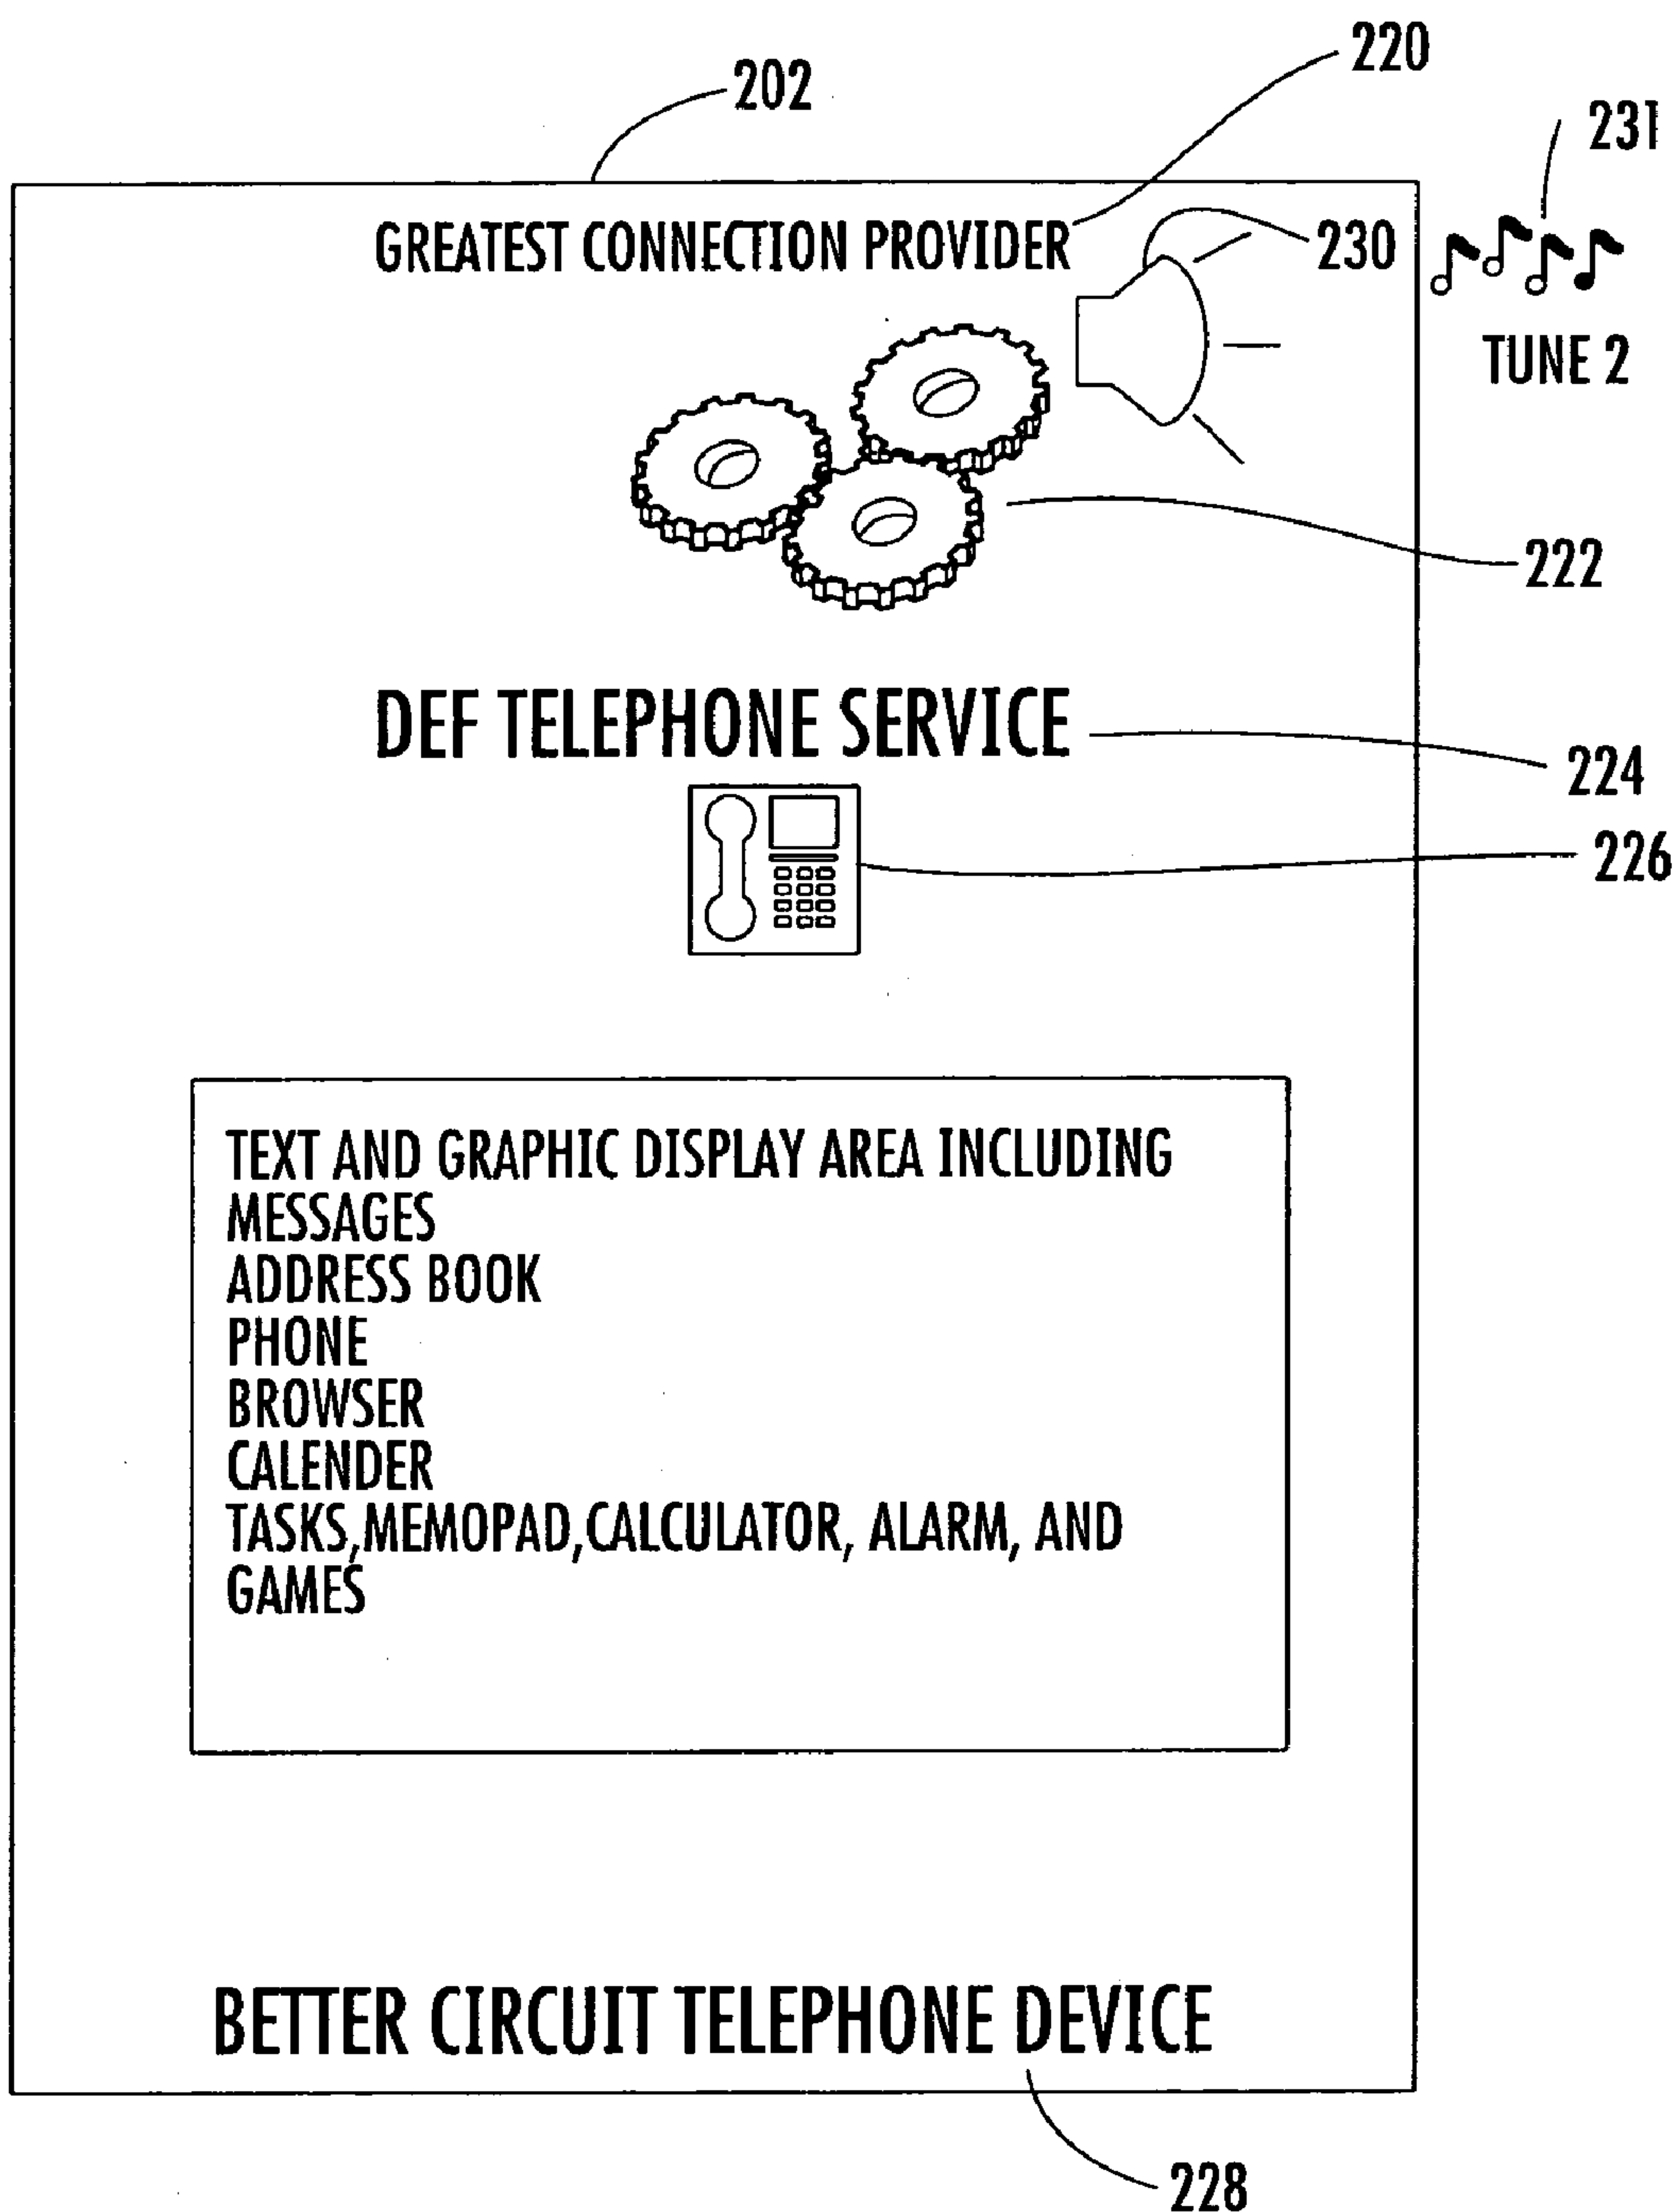 220
202
231
GREATEST CONNECTION PROVIDER
230
TUNE 2
222
DEF TELEPHONE SERVICE
224
226
TEXT AND GRAPHIC DISPLAY AREA INCLUDING
MESSAGES
ADDRESS BOOK
PHONE
BROWSER
CALENDER
TASKS,MEMOPAD,CALCULATOR, ALARM, AND
GAMES
BETTER CIRCUIT TELEPHONE DEVICE
228